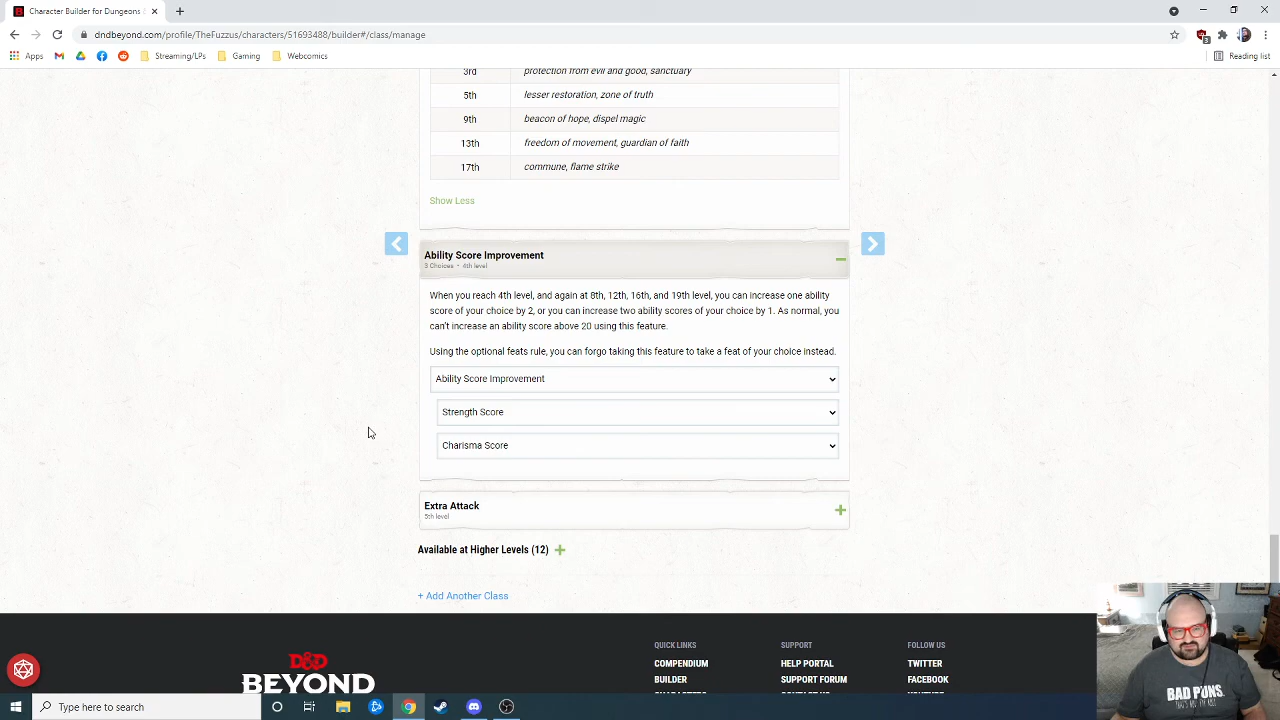 Character Builder for Dungeons
dndbeyond.com/profile/TheFuzzus/characters/51693488/builder#/class/manage
Apps
Streaming/LPs
Gaming
Webcomics
Reading list
3rd protection from evil and good, sanctuary
5th lesser restoration, zone of truth
9th beacon of hope, dispel magic
13th freedom of movement, guardian of faith
17th commune, flame strike
Show Less
Ability Score Improvement
3 Choices • 4th level
When you reach 4th level, and again at 8th, 12th, 16th, and 19th level, you can increase one ability
score of your choice by 2, or you can increase two ability scores of your choice by 1. As normal, you
can't increase an ability score above 20 using this feature.
Using the optional feats rule, you can forgo taking this feature to take a feat of your choice instead.
Ability Score Improvement
Strength Score
Charisma Score
Extra Attack
5th level
Available at Higher Levels (12)
+ Add Another Class
D&D
BEYOND
QUICK LINKS SUPPORT FOLLOW US
COMPENDIUM HELP PORTAL TWITTER
BUILDER SUPPORT FORUM FACEBOOK
BAD PUNS.
Type here to search